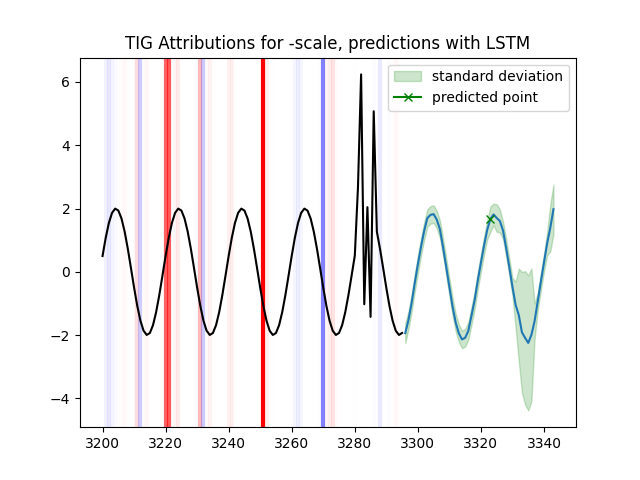 TIG Attributions for -scale, predictions with LSTM
standard deviation
predicted point
6
4
2
0
−2
−4
3200 3220 3240 3260 3280 3300 3320 3340